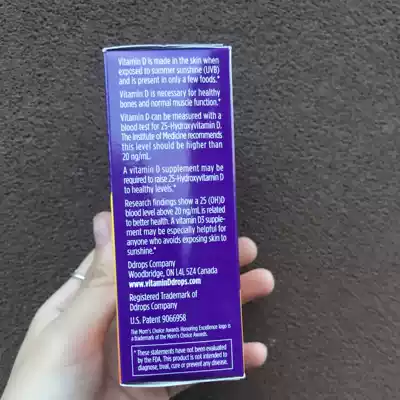 Vitamin D is made in the skin when
exposed to summer sunshine (UVB)
and is present in only a few foods.*
Vitamin D is necessary for healthy
bones and normal muscle function.*
Vitamin D can be measured with a
blood test for 25-Hydroxyvitamin D.
The Institute of Medicine recommends
this level should be higher than
20 ng/mL.
A vitamin D supplement may be
required to raise 25-Hydroxyvitamin D
to healthy levels.*
Research findings show a 25 (OH)D
blood level above 20 ng/mL is related
to better health. A vitamin D3 supple-
ment may be especially helpful for
anyone who avoids exposing skin to
sunshine.*
Ddrops Company
Woodbridge, ON L4L 5Z4 Canada
www.vitaminDdrops.com
Registered Trademark of
Ddrops Company
U.S. Patent 9066958
The Mom's Choice Awards Honoring Excellence logo is
a trademark of the Mom's Choice Awards.
* These statements have not been evaluated
by the FDA. This product is not intended to
diagnose, treat, cure or prevent any disease.